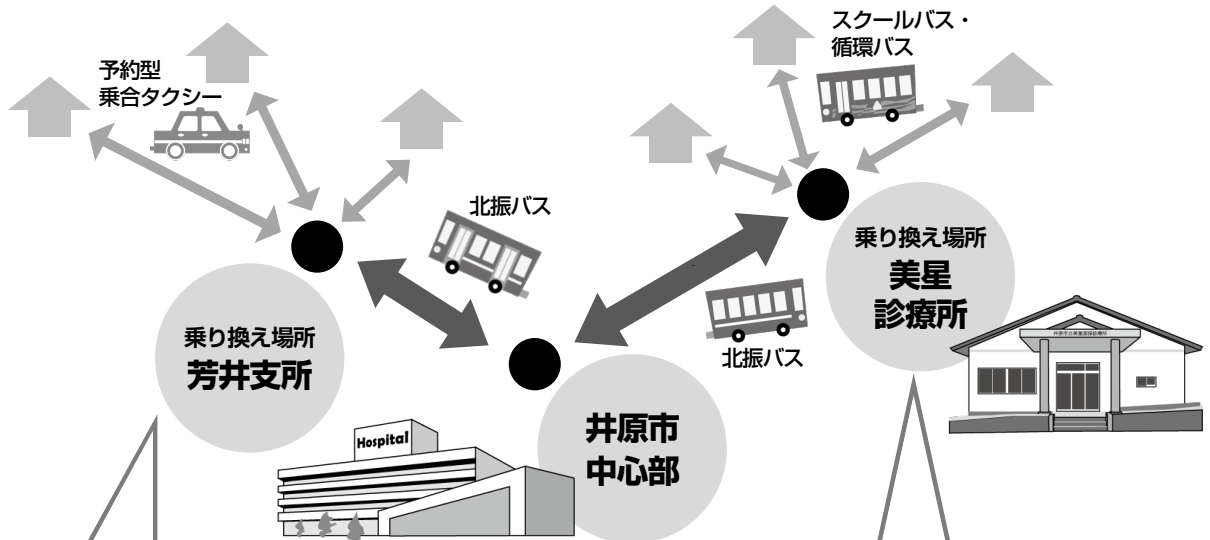 予約型
乗合タクシー
スクールバス・
循環バス
北振バス
乗り換え場所
芳井支所
乗り換え場所
美星
診療所
北振バス
井原市
中心部
Hospital